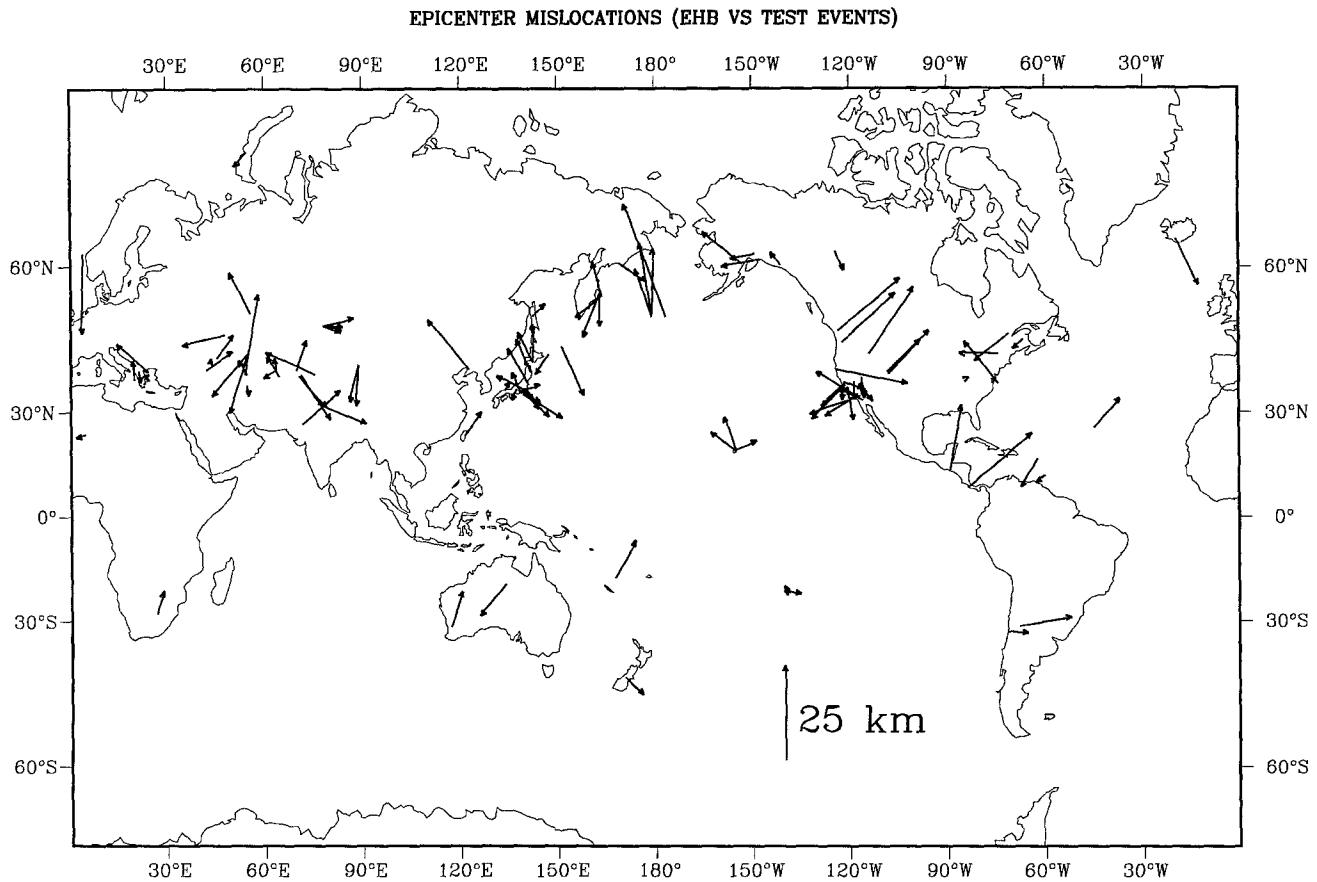 EPICENTER MISLOCATIONS (EHB VS TEST EVENTS)
30°E 60°E 90°E 120°E 150°E 180° 150°W 120°W 90°W 60°W 30°W
60°N 60°N
30°N 30°N
0° 0°
30°S 30°S
25 km
60°S 60°S
30°E 60°E 90°E 120°E 150°E 180° 150°W 120°W 90°W 60°W 30°W